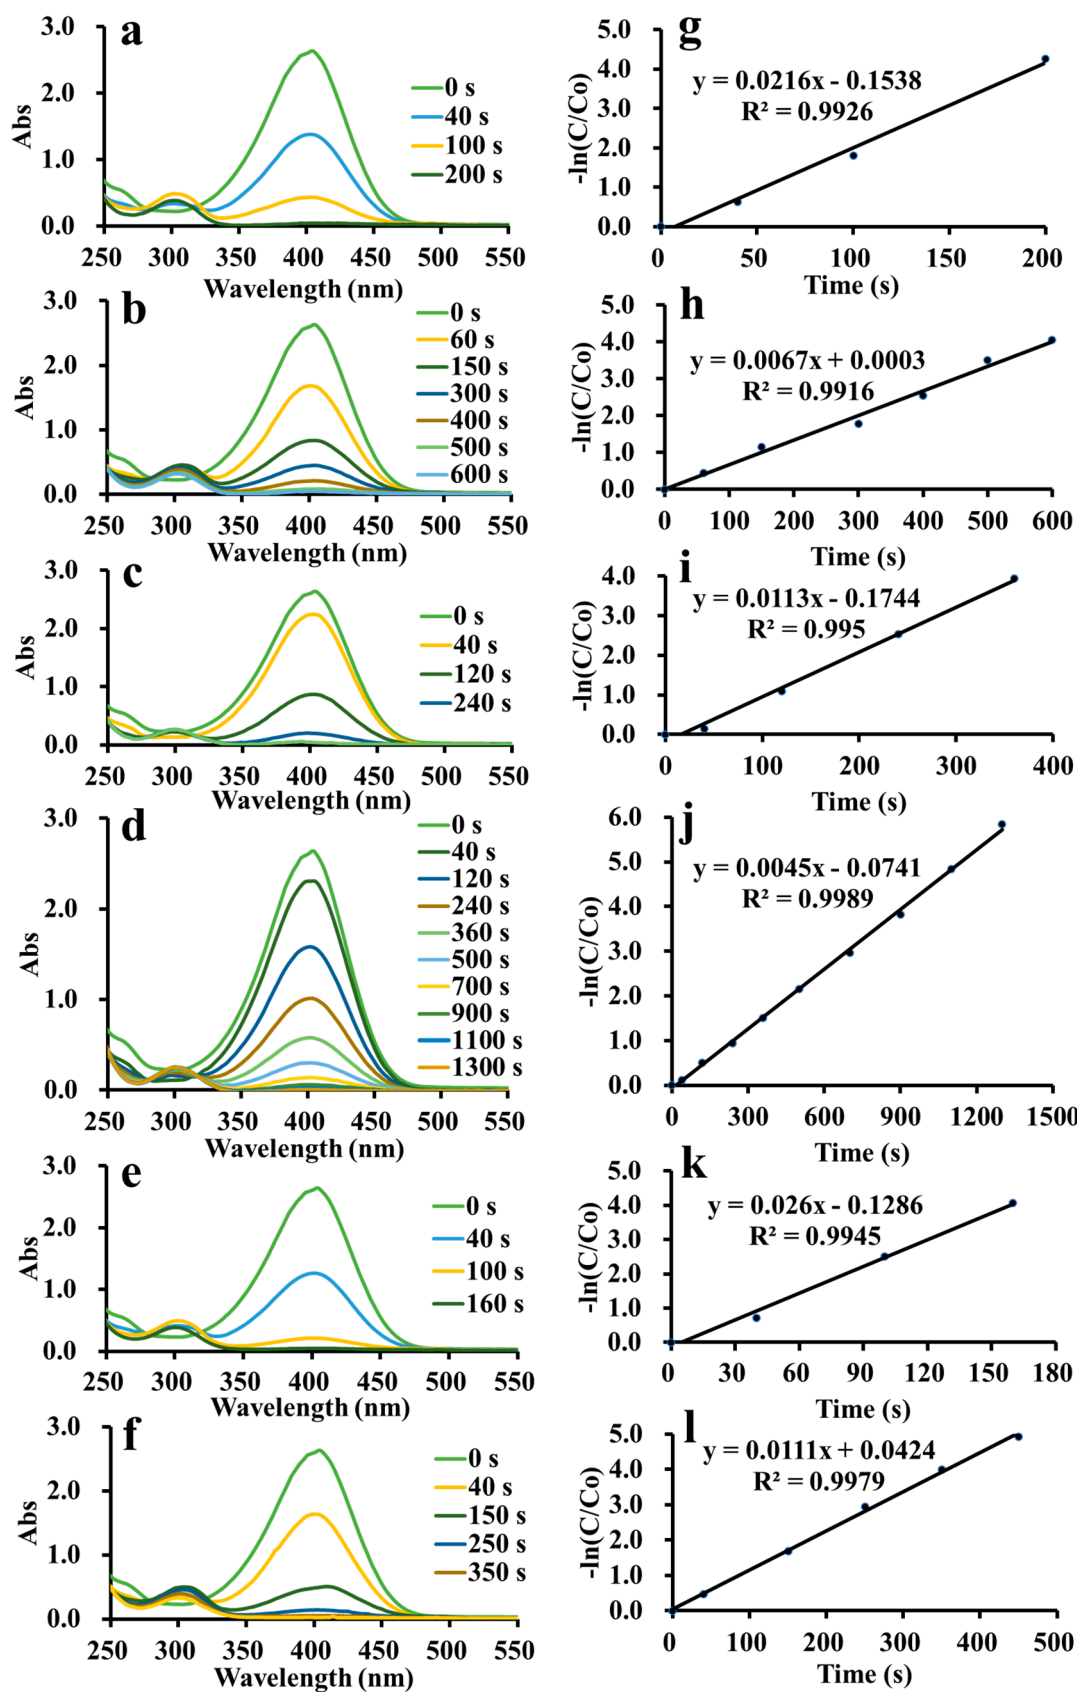 a
3.0
2.0
1.0
0.0
Abs
0 s
40 s
100 s
200 s
250 300 350 400 450 500 550
Wavelength (nm)
g
5.0
4.0
3.0
2.0
1.0
0.0
-ln(C/Co)
y = 0.0216x - 0.1538
R² = 0.9926
0 50 100 150 200
Time (s)
b
3.0
2.0
1.0
0.0
Abs
0 s
60 s
150 s
300 s
400 s
500 s
600 s
250 300 350 400 450 500 550
Wavelength (nm)
h
5.0
4.0
3.0
2.0
1.0
0.0
-ln(C/Co)
y = 0.0067x + 0.0003
R² = 0.9916
0 100 200 300 400 500 600
Time (s)
c
3.0
2.0
1.0
0.0
Abs
0 s
40 s
120 s
240 s
250 300 350 400 450 500 550
Wavelength (nm)
i
4.0
3.0
2.0
1.0
0.0
-ln(C/Co)
y = 0.0113x - 0.1744
R² = 0.995
0 100 200 300 400
Time (s)
d
3.0
2.0
1.0
0.0
Abs
0 s
40 s
120 s
240 s
360 s
500 s
700 s
900 s
1100 s
1300 s
250 300 350 400 450 500 550
Wavelength (nm)
j
6.0
5.0
4.0
3.0
2.0
1.0
0.0
-ln(C/Co)
y = 0.0045x - 0.0741
R² = 0.9989
0 300 600 900 1200 1500
Time (s)
e
3.0
2.0
1.0
0.0
Abs
0 s
40 s
100 s
160 s
250 300 350 400 450 500 550
Wavelength (nm)
k
5.0
4.0
3.0
2.0
1.0
0.0
-ln(C/Co)
y = 0.026x - 0.1286
R² = 0.9945
0 30 60 90 120 150 180
Time (s)
f
3.0
2.0
1.0
0.0
Abs
0 s
40 s
150 s
250 s
350 s
250 300 350 400 450 500 550
Wavelength (nm)
l
5.0
4.0
3.0
2.0
1.0
0.0
-ln(C/Co)
y = 0.0111x + 0.0424
R² = 0.9979
0 100 200 300 400 500
Time (s)